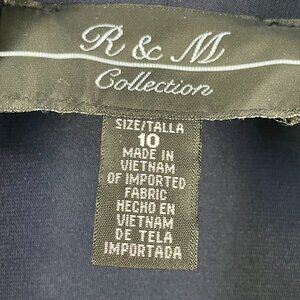 R & M
Collection
SIZE/TALLA
10
MADE IN
VIETNAM
OF IMPORTED
FABRIC
HECHO EN
VIETNAM
DE TELA
IMPORTADA